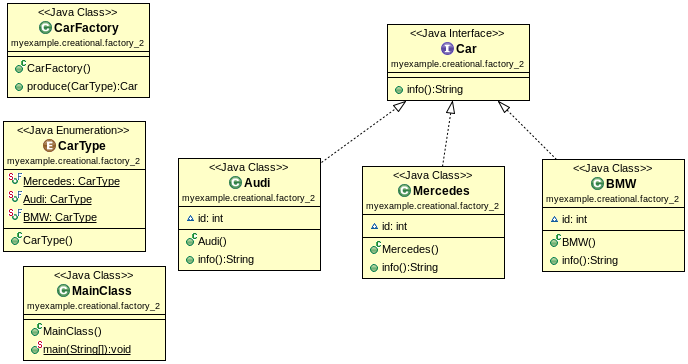 <<Java Class>>
CarFactory
myexample.creational.factory_2
CarFactory()
produce(CarType):Car
<<Java Interface>>
Car
myexample.creational.factory_2
info():String
<<Java Enumeration>>
CarType
myexample.creational.factory_2
Mercedes: CarType
Audi: CarType
BMW: CarType
CarType()
<<Java Class>>
Audi
myexample.creational.factory_2
id: int
Audi()
info():String
<<Java Class>>
Mercedes
myexample.creational.factory_2
id: int
Mercedes()
info():String
<<Java Class>>
BMW
myexample.creational.factory_2
id: int
BMW()
info():String
<<Java Class>>
MainClass
myexample.creational.factory_2
MainClass()
main(String[]):void